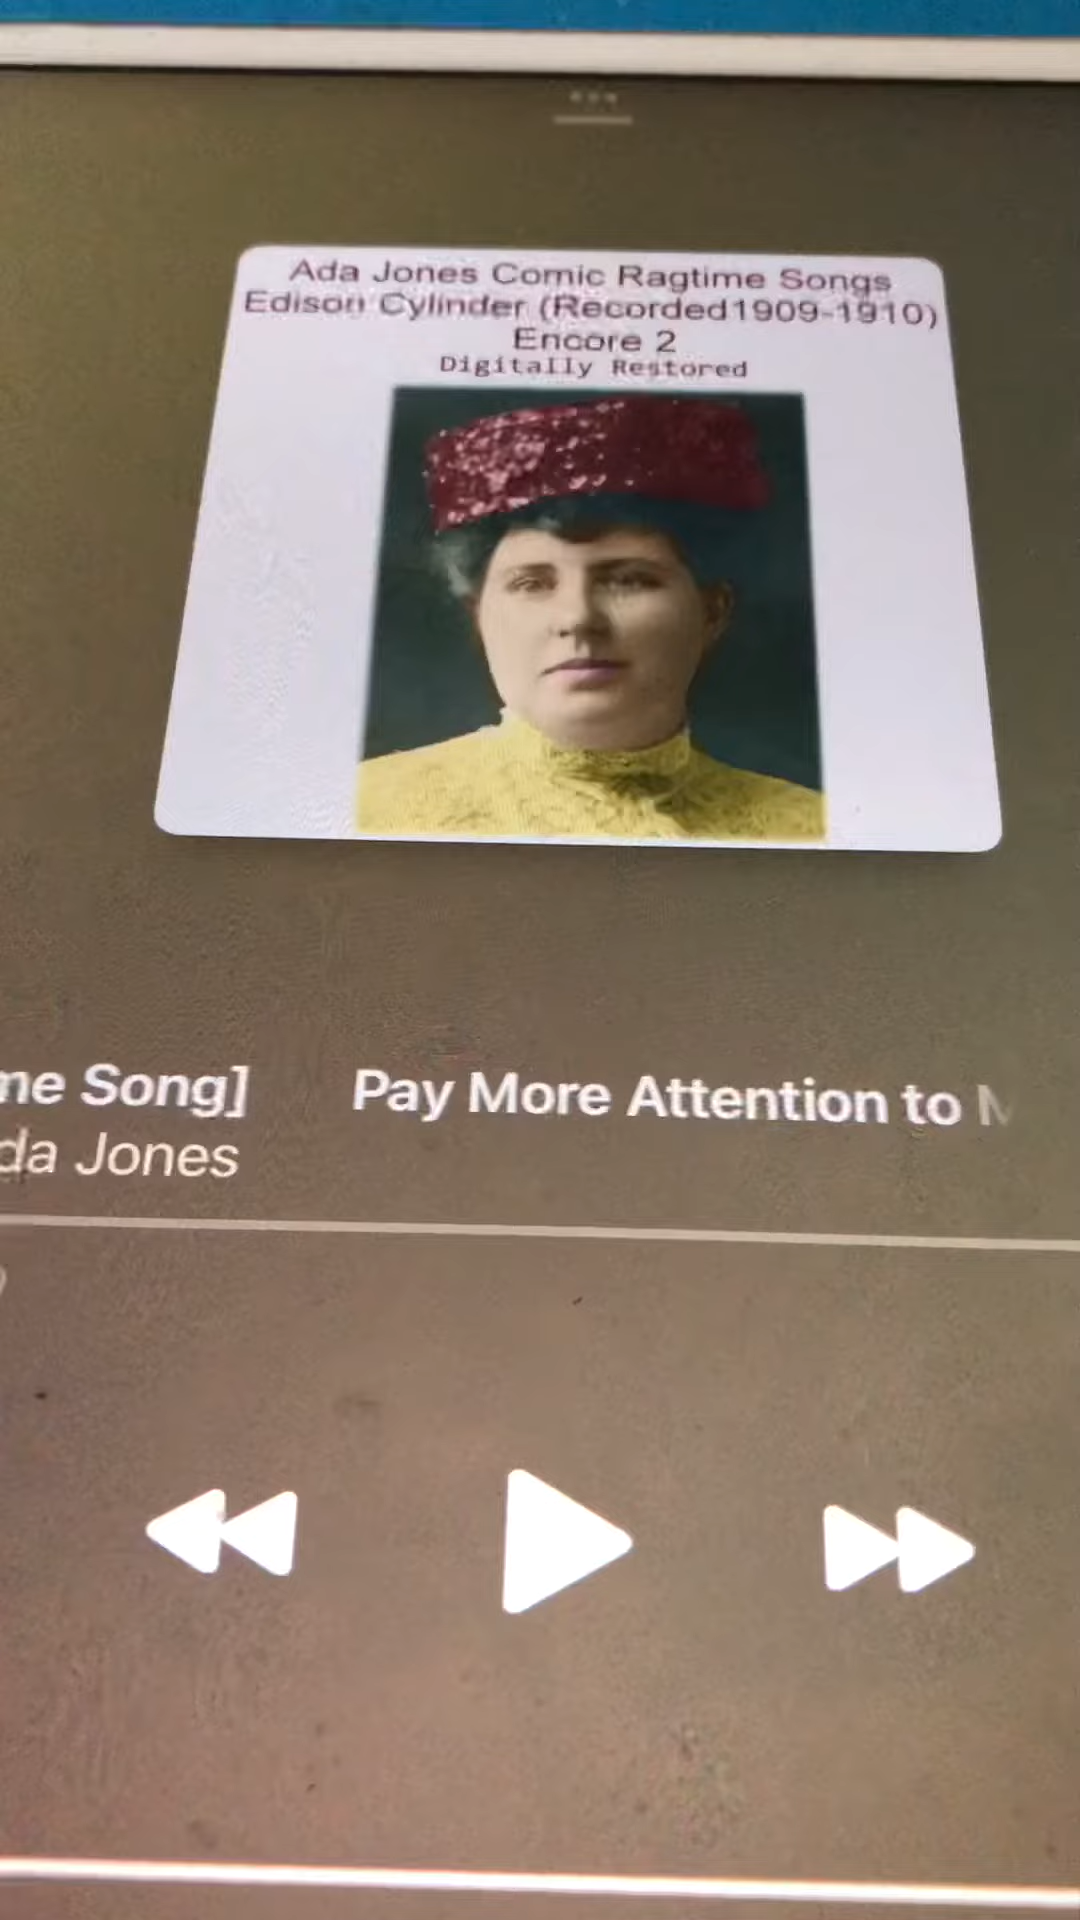 Ada Jones Comic Ragtime Songs
Edison Cylinder (Recorded1909-1910)
Encore 2
Digitally Restored
me Song] Pay More Attention to M
da Jones